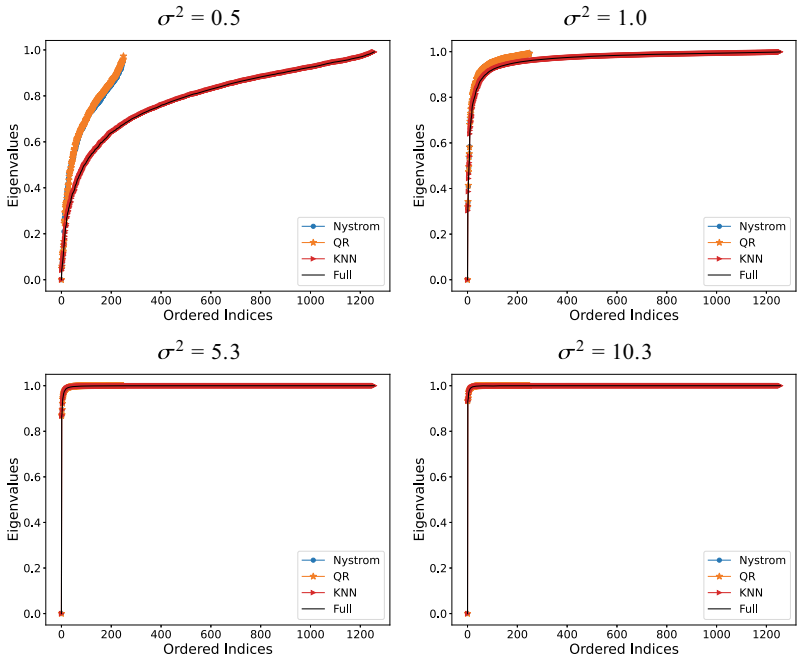 σ² = 0.5
1.0
0.8
0.6
0.4
0.2
0.0
Eigenvalues
Nystrom
QR
KNN
Full
0 200 400 600 800 1000 1200
Ordered Indices
σ² = 1.0
1.0
0.8
0.6
0.4
0.2
0.0
Eigenvalues
Nystrom
QR
KNN
Full
0 200 400 600 800 1000 1200
Ordered Indices
σ² = 5.3
1.0
0.8
0.6
0.4
0.2
0.0
Eigenvalues
Nystrom
QR
KNN
Full
0 200 400 600 800 1000 1200
Ordered Indices
σ² = 10.3
1.0
0.8
0.6
0.4
0.2
0.0
Eigenvalues
Nystrom
QR
KNN
Full
0 200 400 600 800 1000 1200
Ordered Indices